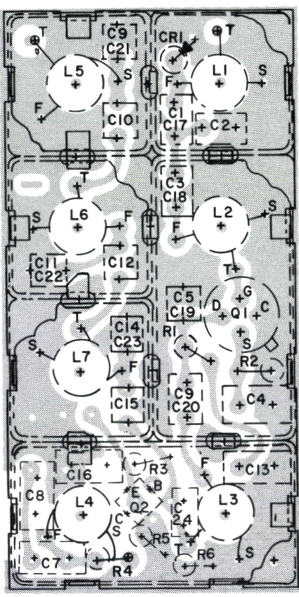 T
C9
C21
CR1
T
L5
S
F
L1
S
F
C10
C1
C17
C2
T
C3
C18
L6
F
S
L2
S
F
C11
C22
C12
T
G
D
Q1
C
S
C5
C19
T
C14
C23
R1
S
L7
F
R2
C15
C9
C20
C4
C16
R3
F
C13
C8
E
B
L4
Q2
C
C
24
L3
F
S
R5
T
S
C7
R4
R6